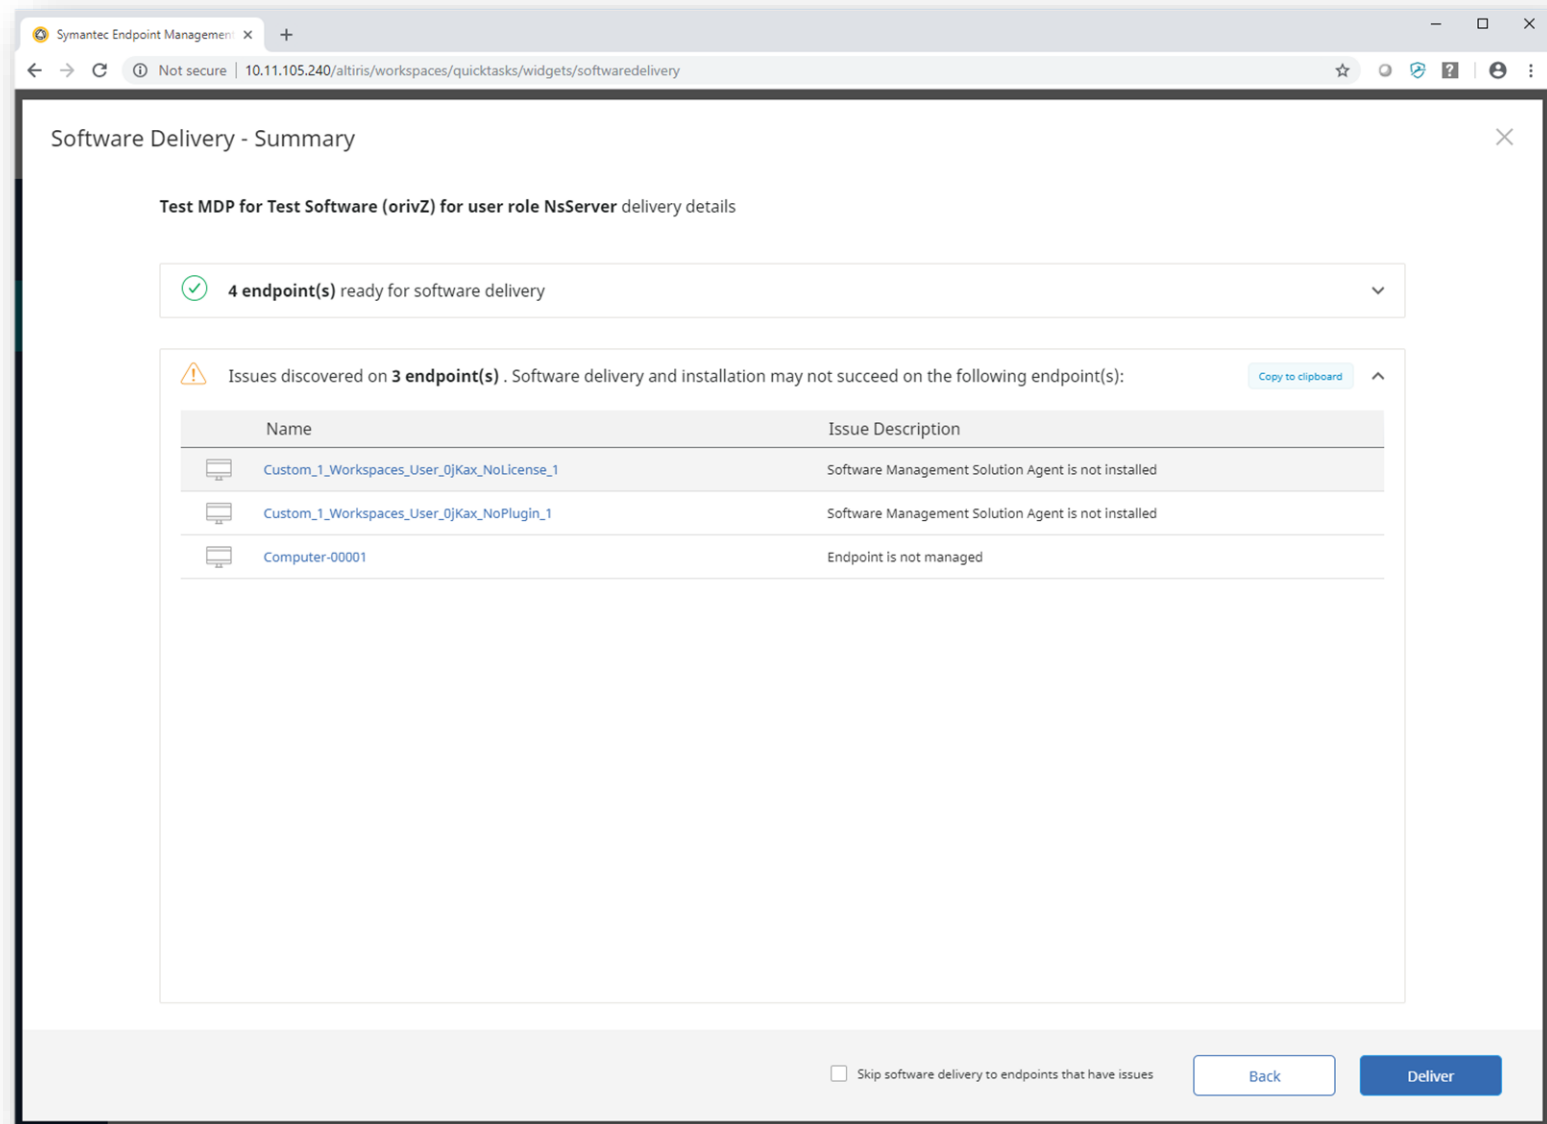 Symantec Endpoint Management
Not secure | 10.11.105.240/altiris/workspaces/quicktasks/widgets/softwaredelivery
Software Delivery - Summary
Test MDP for Test Software (orivZ) for user role NsServer delivery details
4 endpoint(s) ready for software delivery
Issues discovered on 3 endpoint(s) . Software delivery and installation may not succeed on the following endpoint(s): Copy to clipboard
Name Issue Description
Custom_1_Workspaces_User_0jKax_NoLicense_1 Software Management Solution Agent is not installed
Custom_1_Workspaces_User_0jKax_NoPlugin_1 Software Management Solution Agent is not installed
Computer-00001 Endpoint is not managed
Skip software delivery to endpoints that have issues Back Deliver